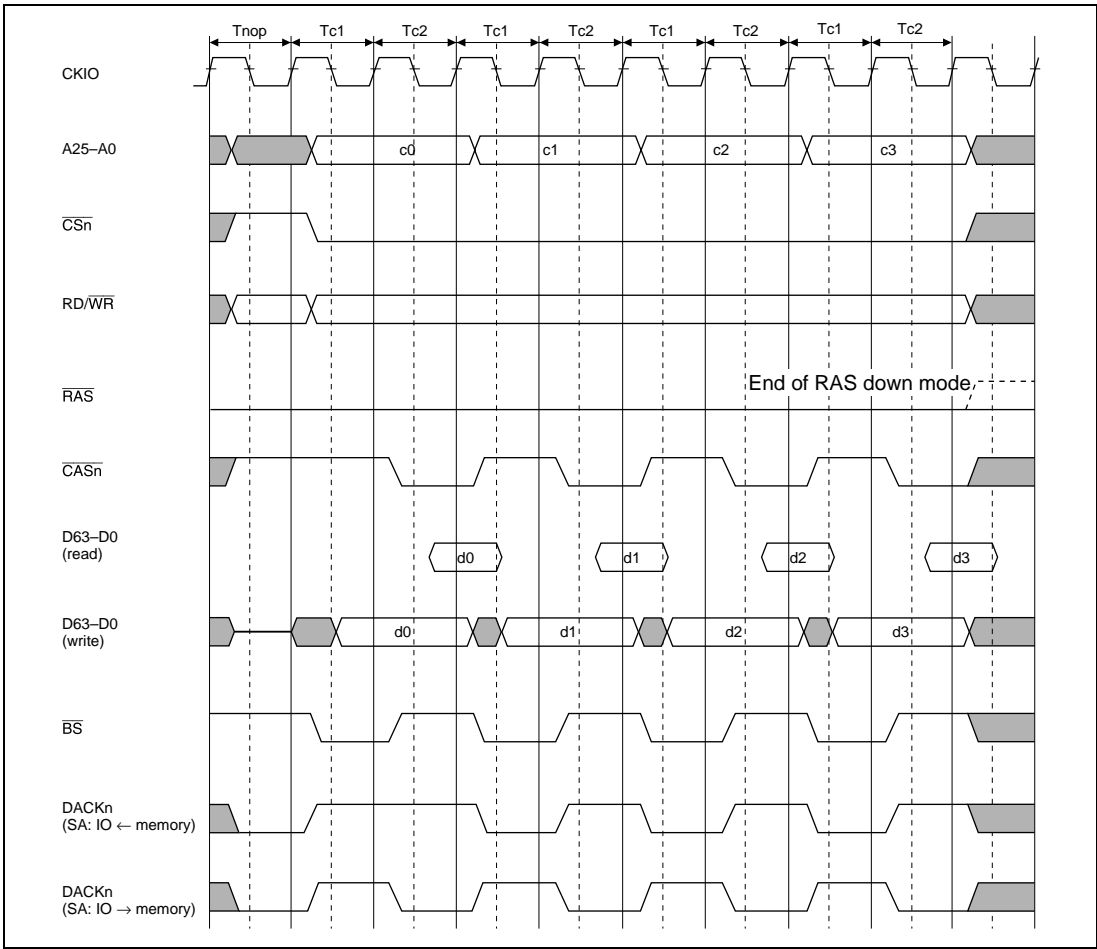 Tnop Tc1 Tc2 Tc1 Tc2 Tc1 Tc2 Tc1 Tc2
CKIO
A25–A0 c0 c1 c2 c3
CSn
RD/WR
End of RAS down mode
RAS
CASn
D63–D0
(read) d0 d1 d2 d3
D63–D0
(write) d0 d1 d2 d3
BS
DACKn
(SA: IO ← memory)
DACKn
(SA: IO → memory)